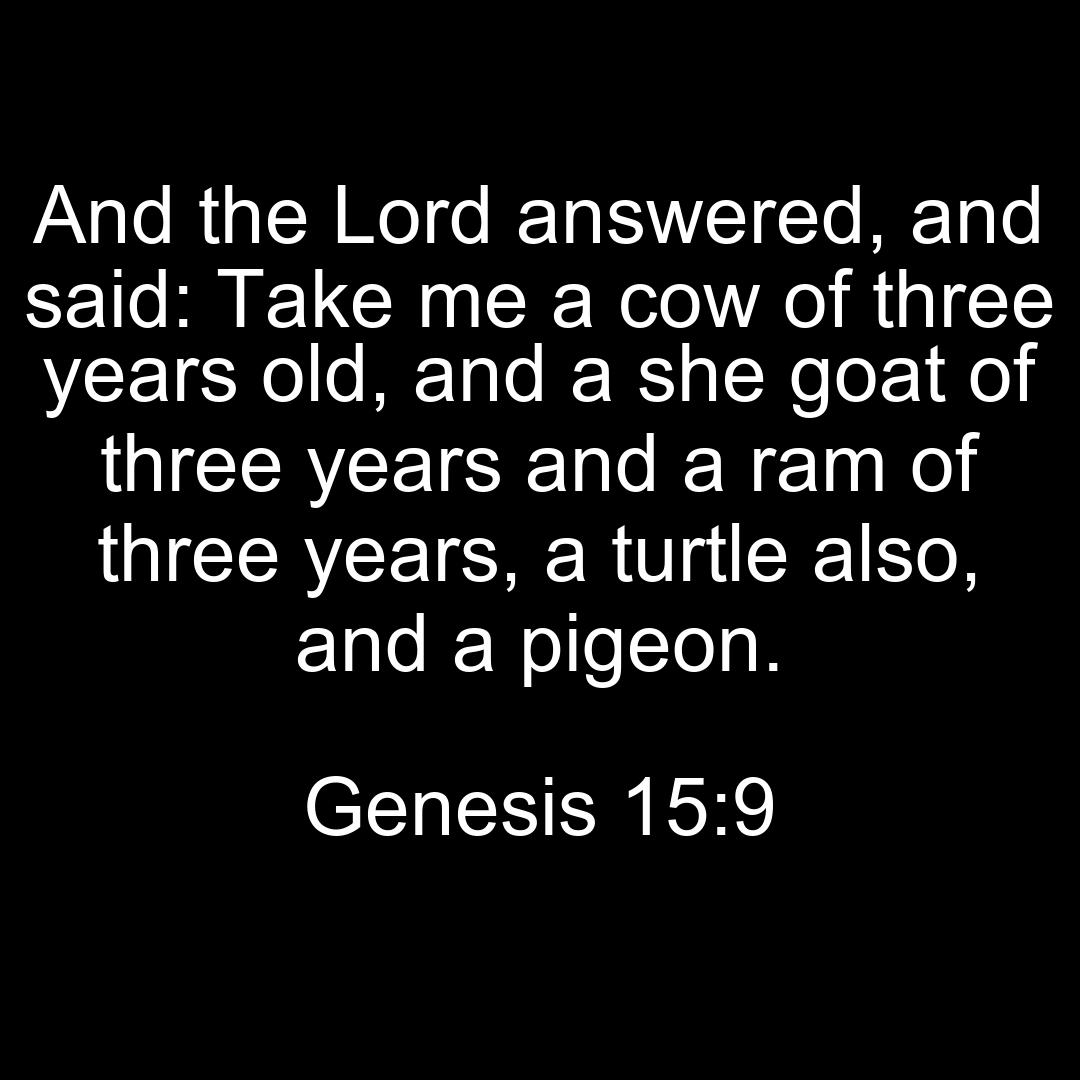 And the Lord answered, and
said: Take me a cow of three
years old, and a she goat of
three years and a ram of
three years, a turtle also,
and a pigeon.
Genesis 15:9